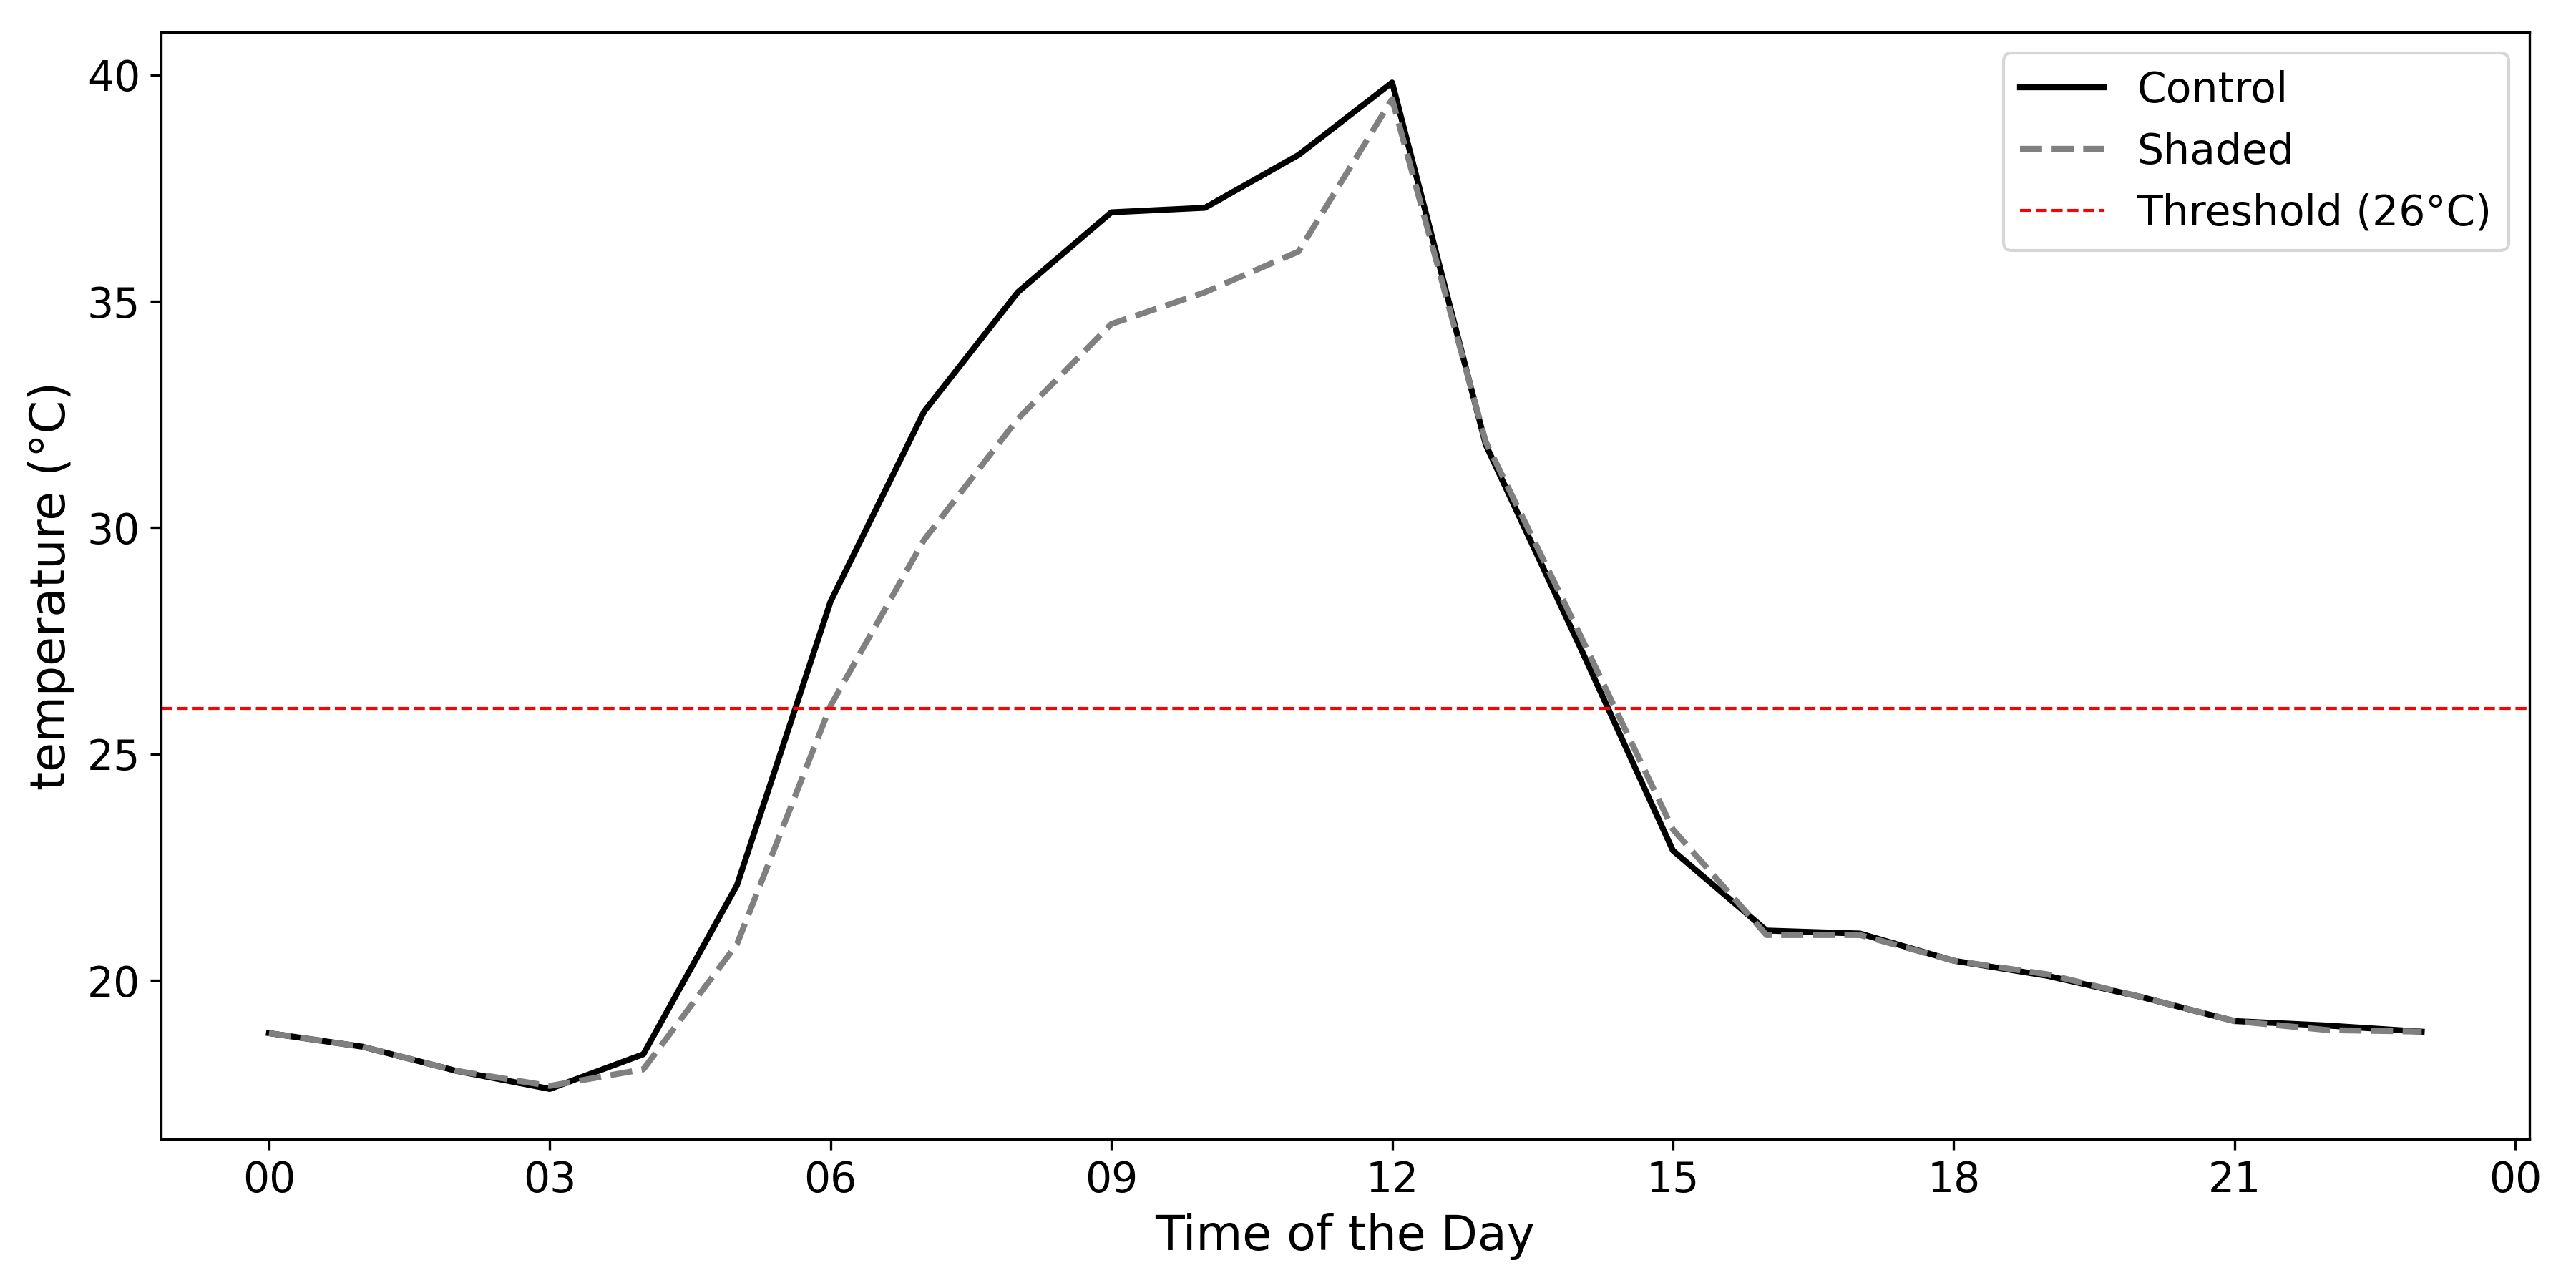 40
35
30
25
20
temperature (°C)
Control
Shaded
Threshold (26°C)
00 03 06 09 12 15 18 21 00
Time of the Day